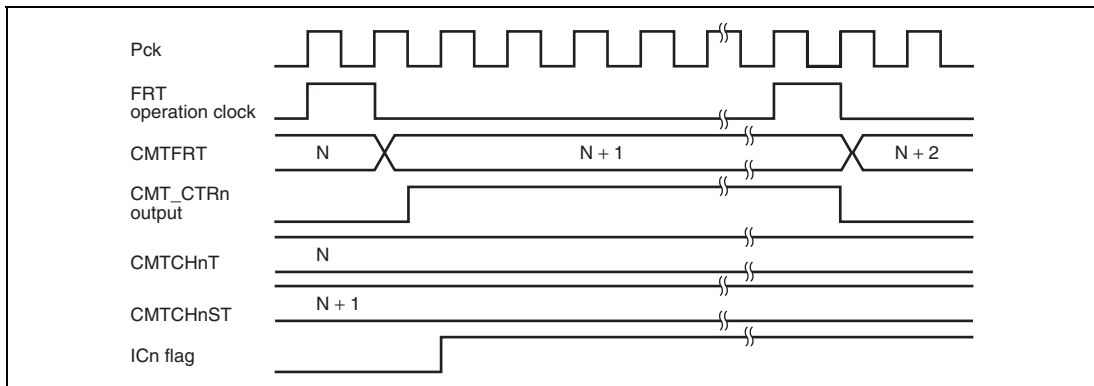 Pck
FRT
operation clock
CMTFRT N N + 1 N + 2
CMT_CTRn
output
CMTCHnT N
CMTCHnST N + 1
ICn flag